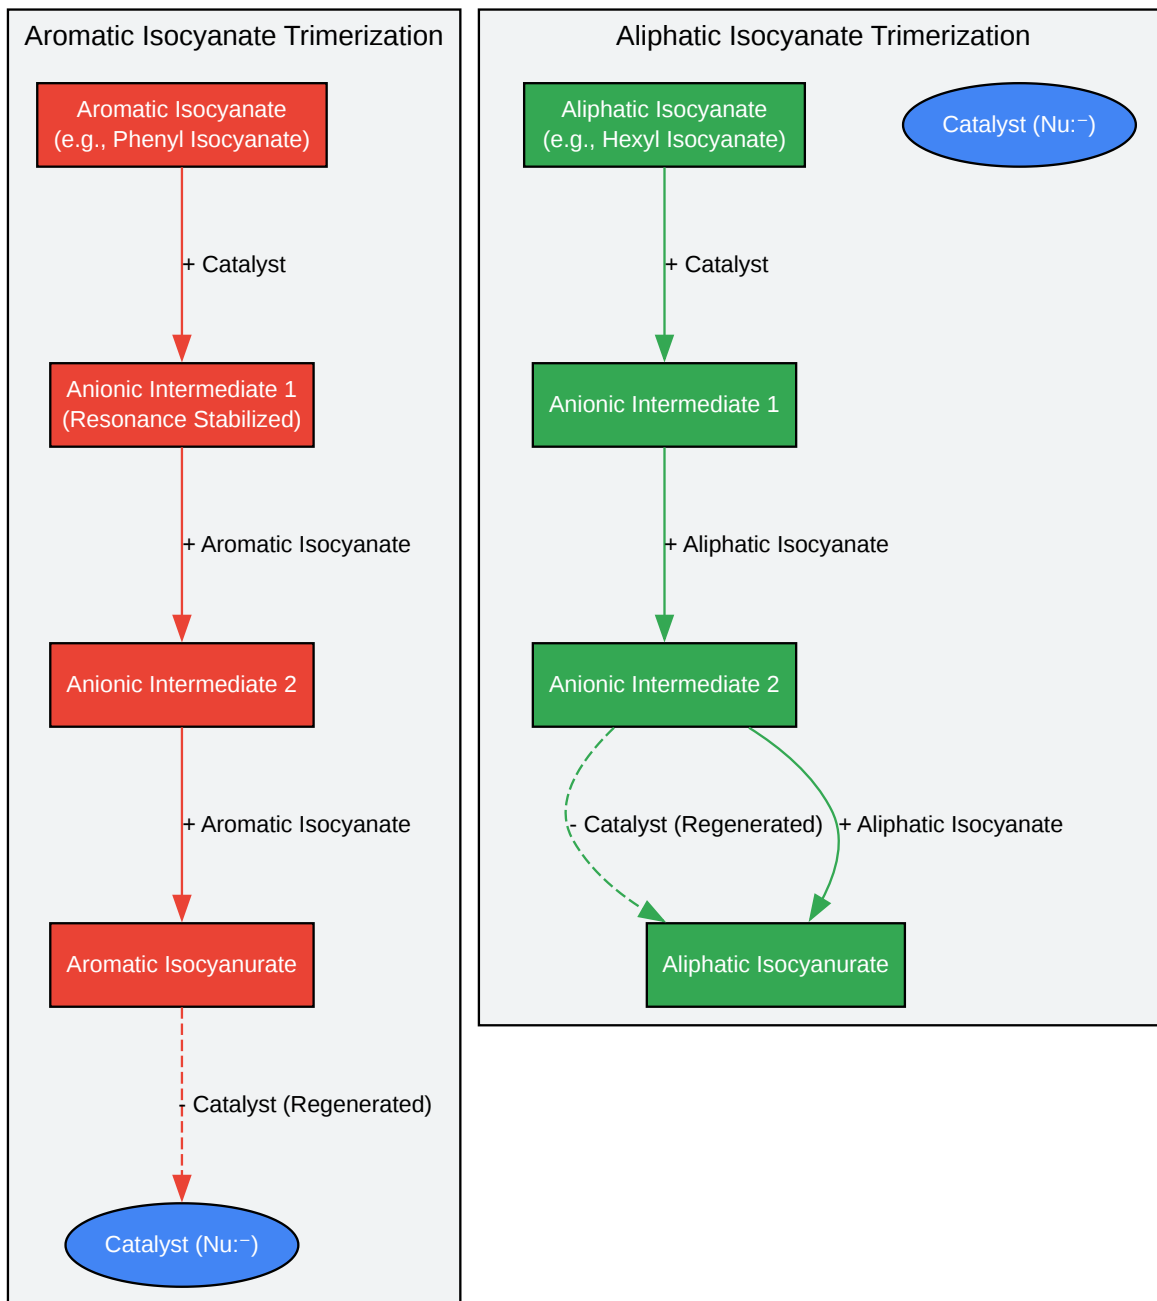 Aromatic Isocyanate Trimerization
Aromatic Isocyanate
(e.g., Phenyl Isocyanate)
+ Catalyst
Anionic Intermediate 1
(Resonance Stabilized)
+ Aromatic Isocyanate
Anionic Intermediate 2
+ Aromatic Isocyanate
Aromatic Isocyanurate
- Catalyst (Regenerated)
Catalyst (Nu:⁻)
Aliphatic Isocyanate Trimerization
Aliphatic Isocyanate
(e.g., Hexyl Isocyanate)
Catalyst (Nu:⁻)
+ Catalyst
Anionic Intermediate 1
+ Aliphatic Isocyanate
Anionic Intermediate 2
- Catalyst (Regenerated)
+ Aliphatic Isocyanate
Aliphatic Isocyanurate